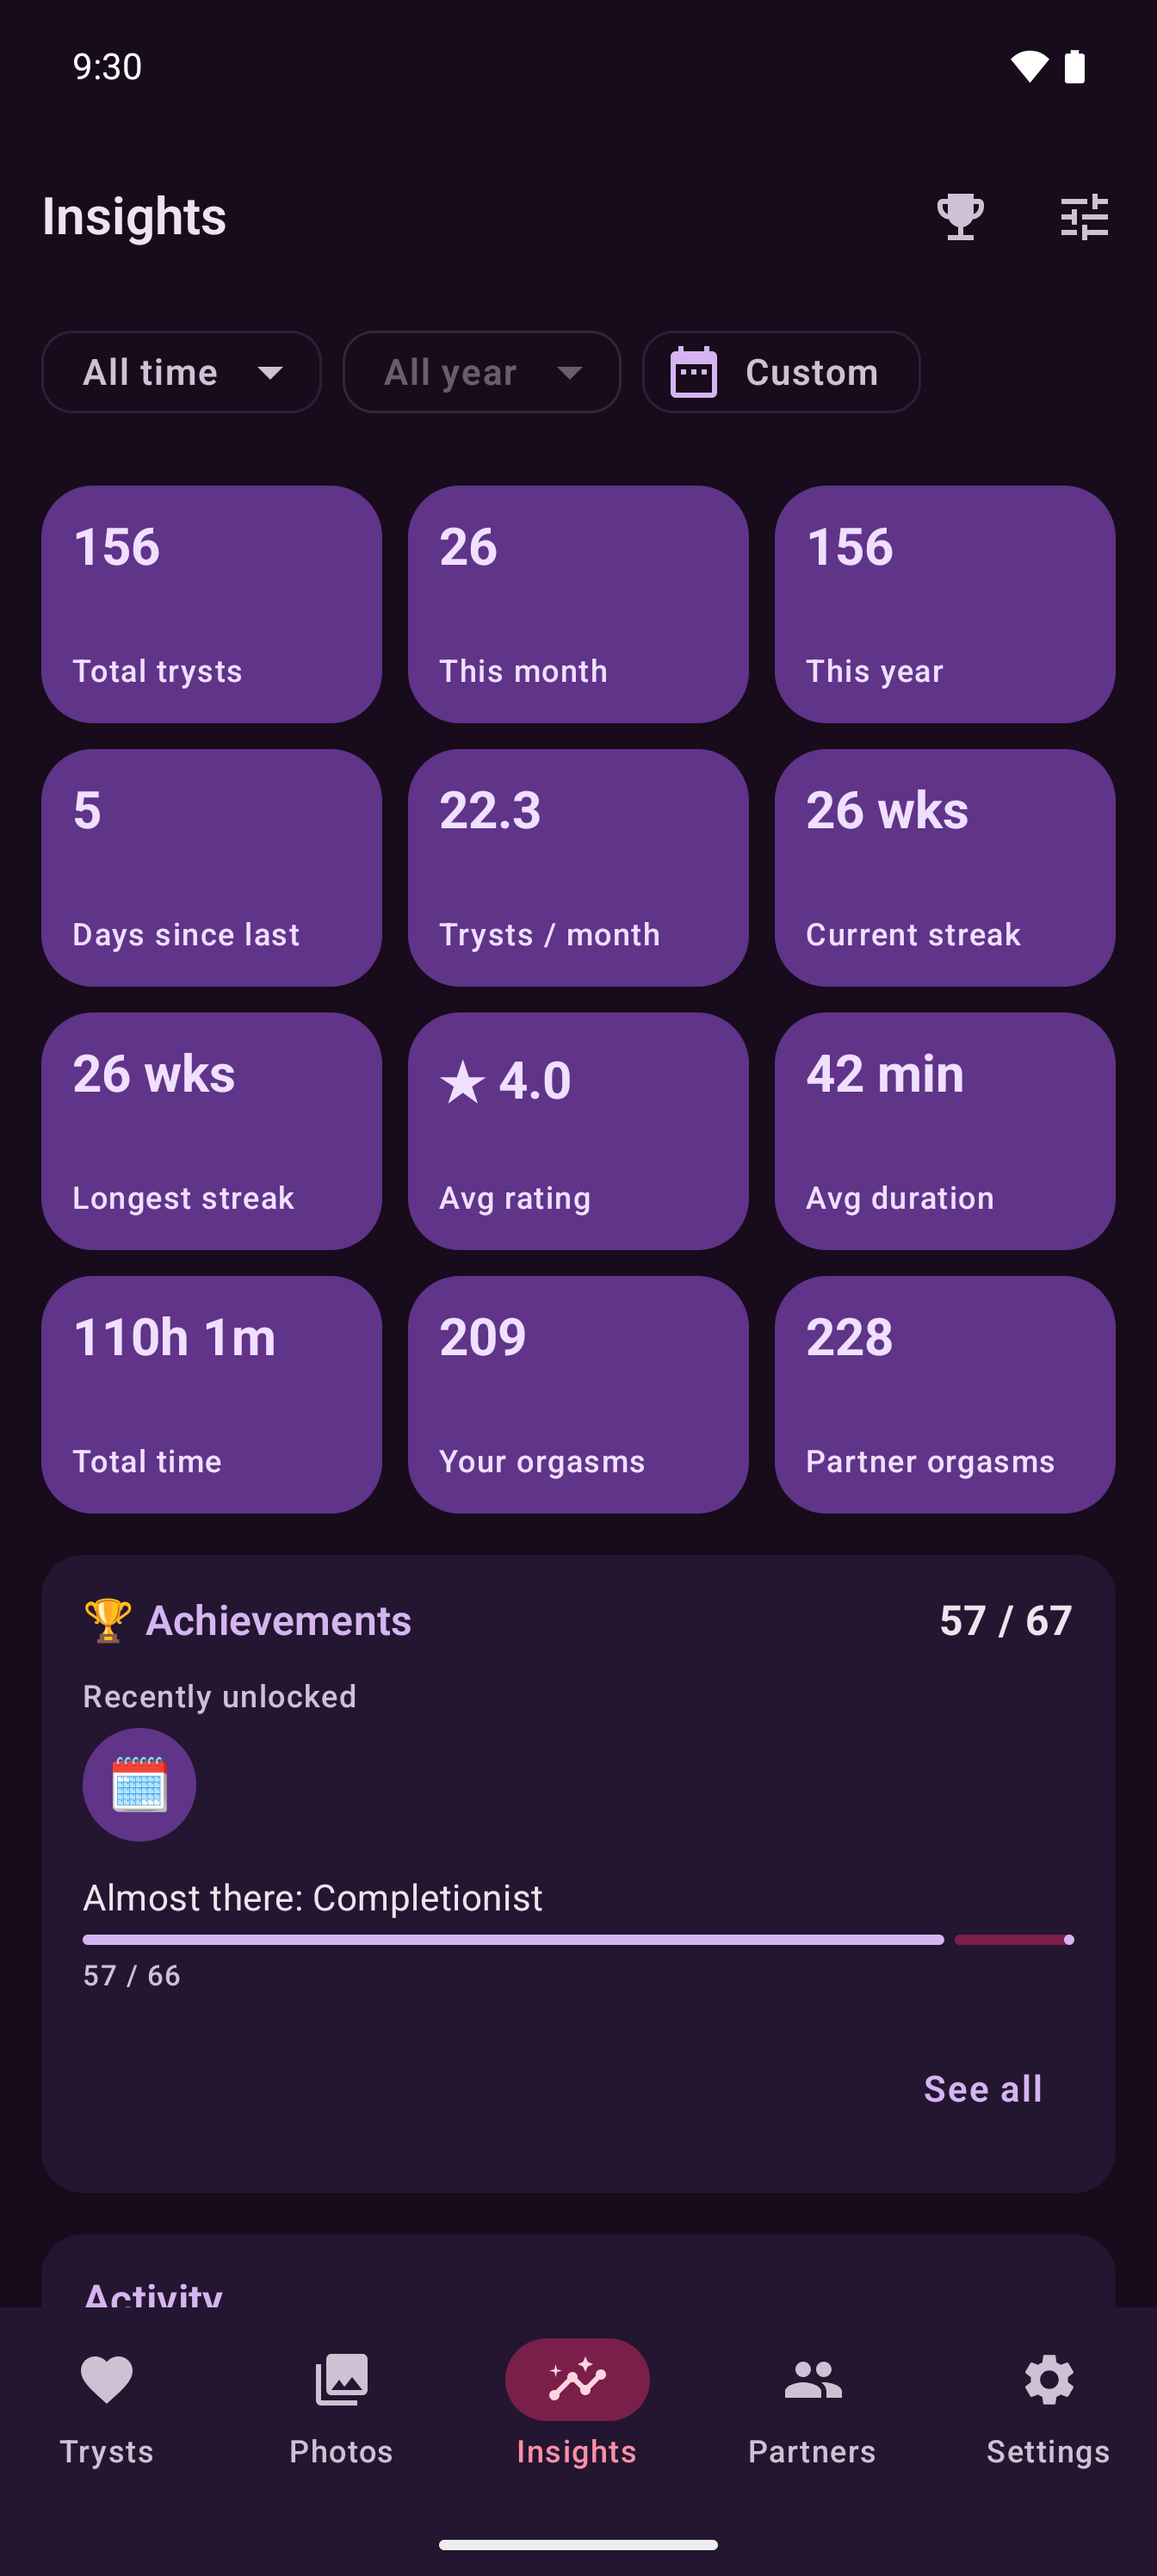 9:30
Insights
All time
All year
Custom
156
26
156
Total trysts
This month
This year
5
22.3
26 wks
Days since last
Trysts / month
Current streak
26 wks
★ 4.0
42 min
Longest streak
Avg rating
Avg duration
110h 1m
209
228
Total time
Your orgasms
Partner orgasms
🏆 Achievements
57 / 67
Recently unlocked
Almost there: Completionist
57 / 66
See all
Activity
Trysts
Photos
Insights
Partners
Settings